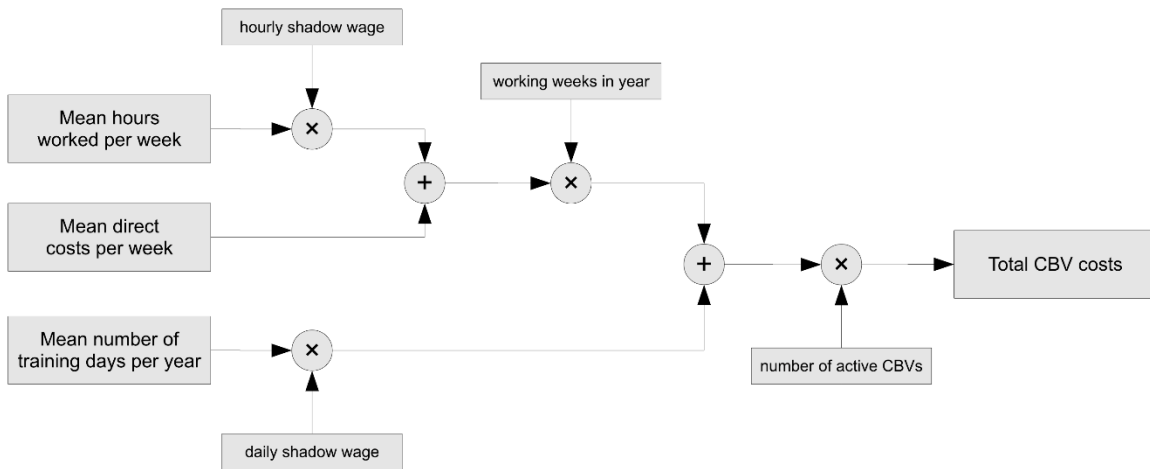 hourly shadow wage
working weeks in year
Mean hours
worked per week
×
+
×
Mean direct
costs per week
+
×
Total CBV costs
Mean number of
training days per year
×
number of active CBVs
daily shadow wage